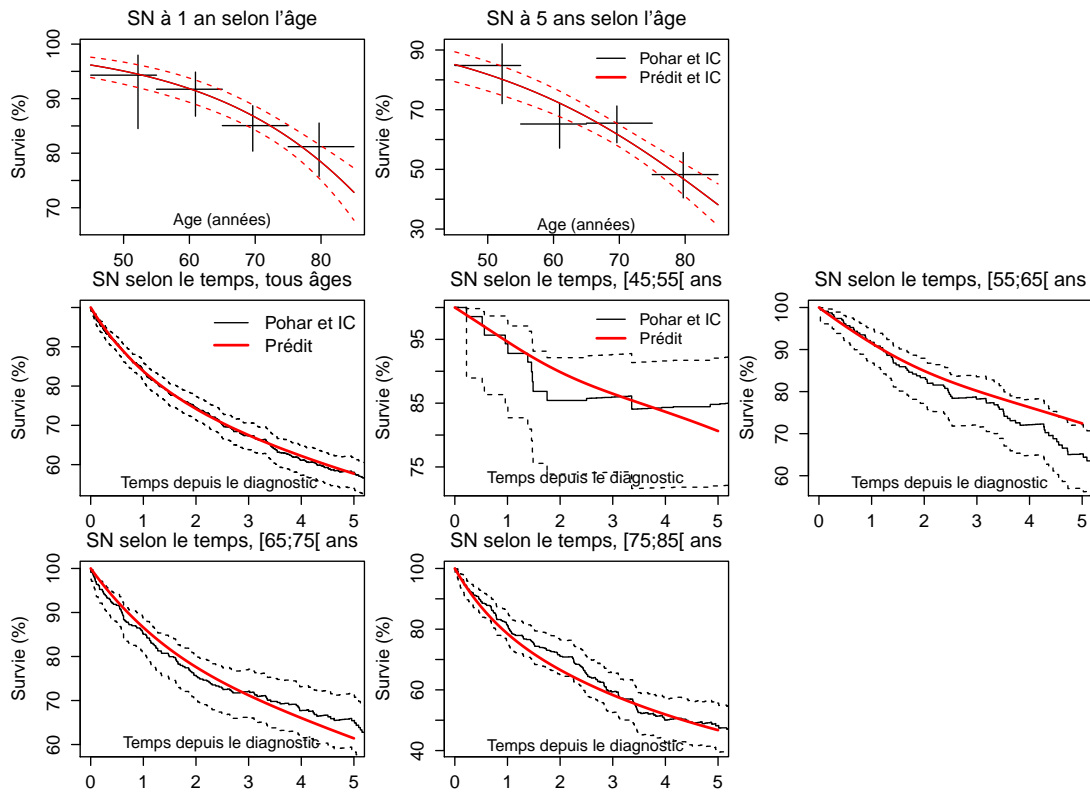 SN à 1 an selon l'âge
Survie (%)
70 80 90 100
Age (années)
50 60 70 80
SN à 5 ans selon l'âge
Survie (%)
30 50 70 90
Pohar et IC
Prédit et IC
Age (années)
50 60 70 80
SN selon le temps, tous âges
Survie (%)
60 70 80 90 100
Pohar et IC
Prédit
Temps depuis le diagnostic
0 1 2 3 4 5
SN selon le temps, [45;55[ ans
Survie (%)
75 85 95
Pohar et IC
Prédit
Temps depuis le diagnostic
0 1 2 3 4 5
SN selon le temps, [55;65[ ans
Survie (%)
60 70 80 90 100
Temps depuis le diagnostic
0 1 2 3 4 5
SN selon le temps, [65;75[ ans
Survie (%)
60 70 80 90 100
Temps depuis le diagnostic
0 1 2 3 4 5
SN selon le temps, [75;85[ ans
Survie (%)
40 60 80 100
Temps depuis le diagnostic
0 1 2 3 4 5